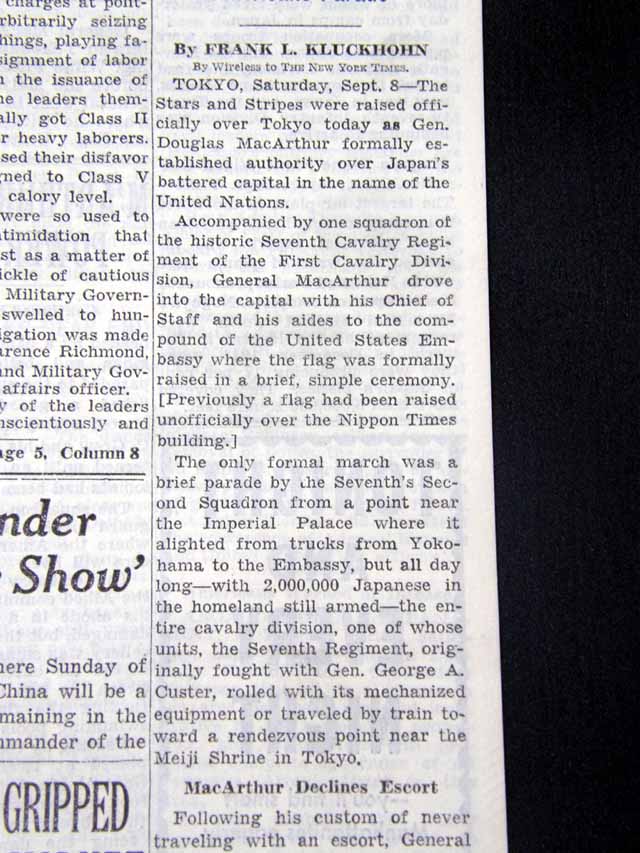 charges at
rbitrarily seizing
hings, playing fa-
signment of labor
n the issuance of
he leaders them-
ally got Class II
r heavy laborers.
sed their disfavor
gned to Class V
calory level.
were so used to
ntimidation that
st as a matter of
ickle of cautious
Military Govern-
swelled to hun-
igation was made
arence Richmond,
nd Military Gov-
affairs officer.
y of the leaders
nscientiously and
age 5, Column 8
nder
Show'
here Sunday of
China will be a
maining in the
mmander of the
GRIPPED
By FRANK L. KLUCKHOHN
By Wireless to THE NEW YORK TIMES.
TOKYO, Saturday, Sept. 8—The
Stars and Stripes were raised offi-
cially over Tokyo today as Gen.
Douglas MacArthur formally es-
tablished authority over Japan's
battered capital in the name of the
United Nations.
Accompanied by one squadron of
the historic Seventh Cavalry Regi-
ment of the First Cavalry Divi-
sion, General MacArthur drove
into the capital with his Chief of
Staff and his aides to the com-
pound of the United States Em-
bassy where the flag was formally
raised in a brief, simple ceremony.
[Previously a flag had been raised
unofficially over the Nippon Times
building.]
The only formal march was a
brief parade by the Seventh's Sec-
ond Squadron from a point near
the Imperial Palace where it
alighted from trucks from Yoko-
hama to the Embassy, but all day
long—with 2,000,000 Japanese in
the homeland still armed—the en-
tire cavalry division, one of whose
units, the Seventh Regiment, orig-
inally fought with Gen. George A.
Custer, rolled with its mechanized
equipment or traveled by train to-
ward a rendezvous point near the
Meiji Shrine in Tokyo.
MacArthur Declines Escort
Following his custom of never
traveling with an escort, General